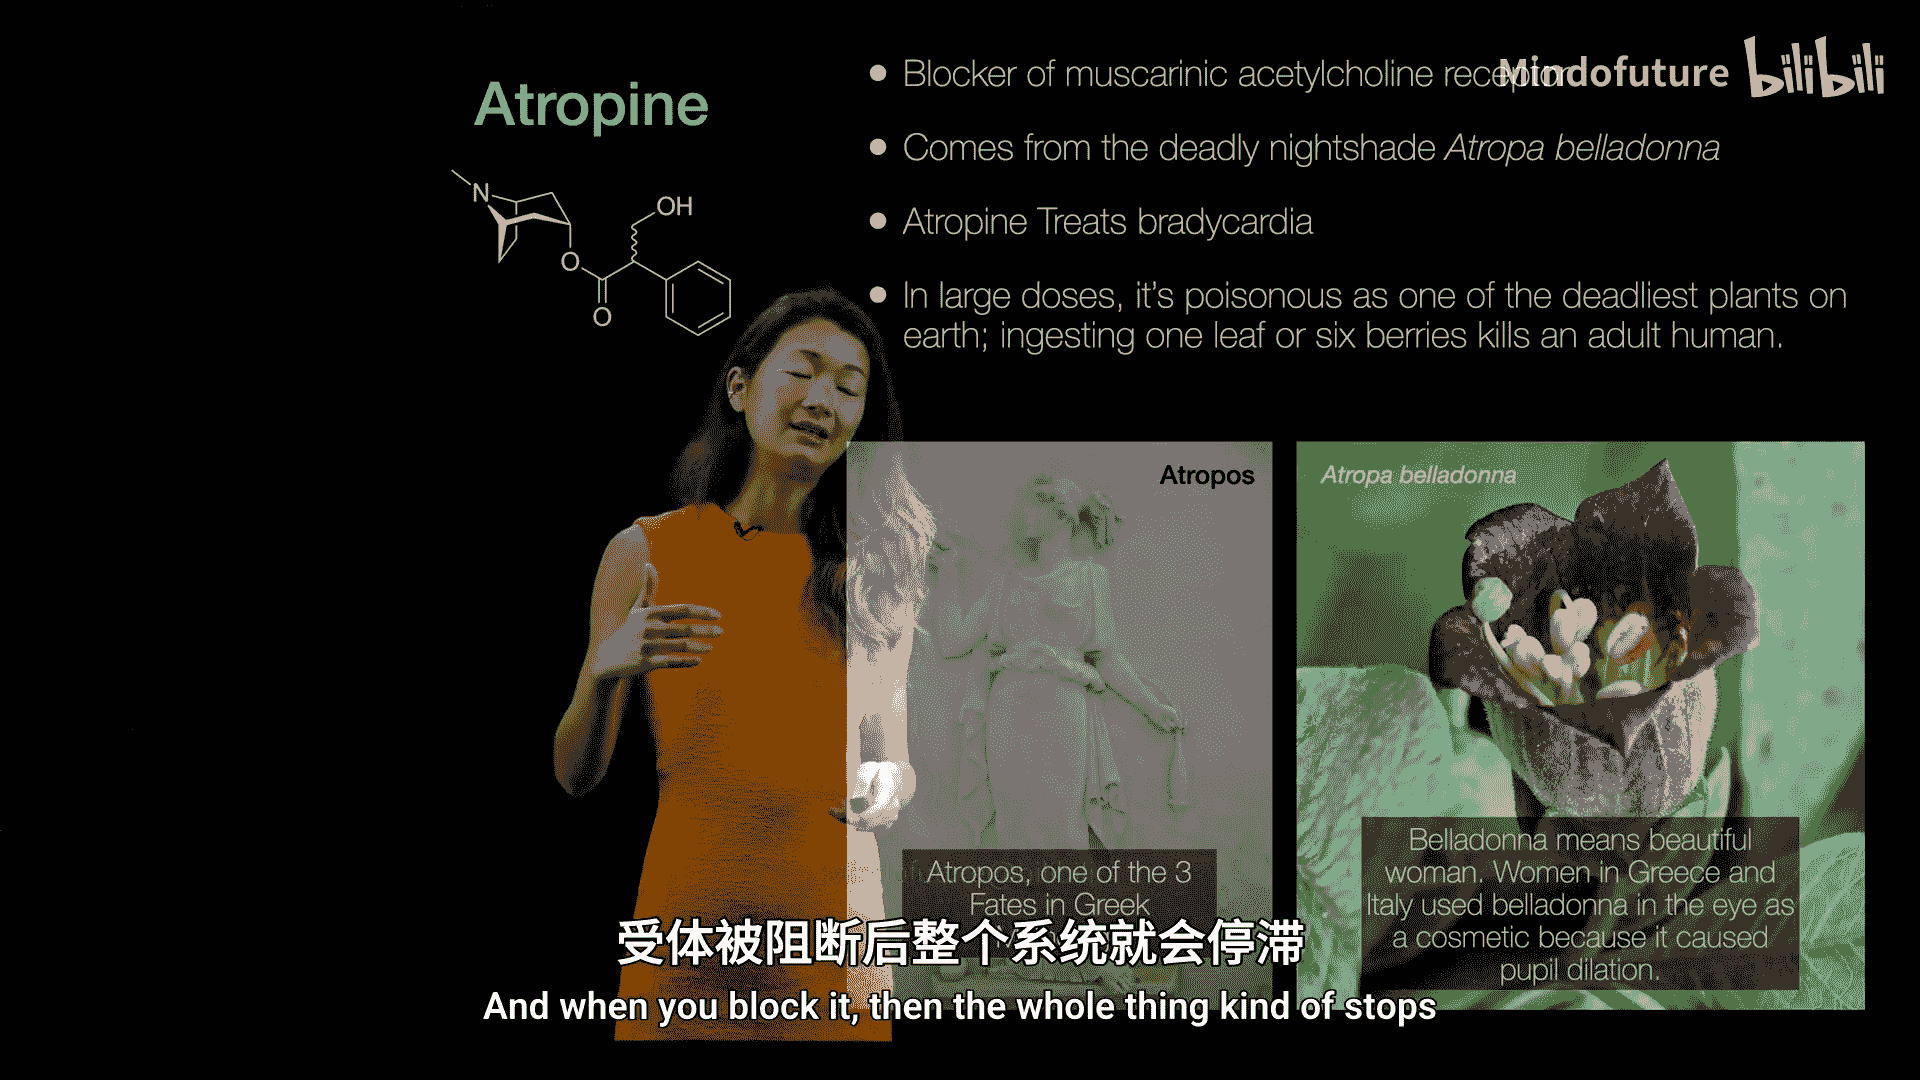 Atropine
N
OH
O
O
Blocker of muscarinic acetylcholine receptor
Mindofuture bilibili
Comes from the deadly nightshade Atropa belladonna
Atropine Treats bradycardia
In large doses, it's poisonous as one of the deadliest plants on
earth; ingesting one leaf or six berries kills an adult human.
Atropos
Atropos, one of the 3
Fates in Greek
Atropa belladonna
Belladonna means beautiful
woman. Women in Greece and
Italy used belladonna in the eye as
a cosmetic because it caused
pupil dilation.
受体被阻断后整个系统就会停滞
And when you block it, then the whole thing kind of stops